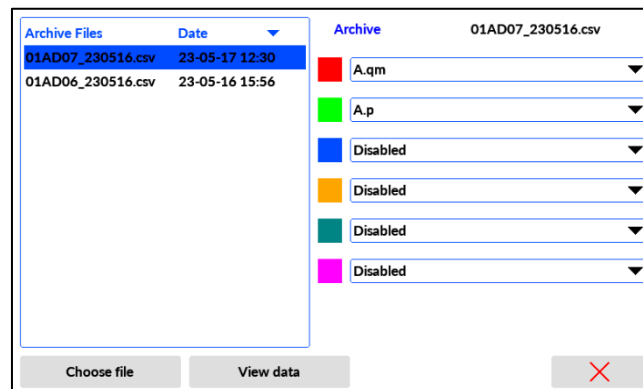 Archive Files Date
01AD07_230516.csv 23-05-17 12:30
01AD06_230516.csv 23-05-16 15:56
Archive 01AD07_230516.csv
A.qm
A.p
Disabled
Disabled
Disabled
Disabled
Choose file View data